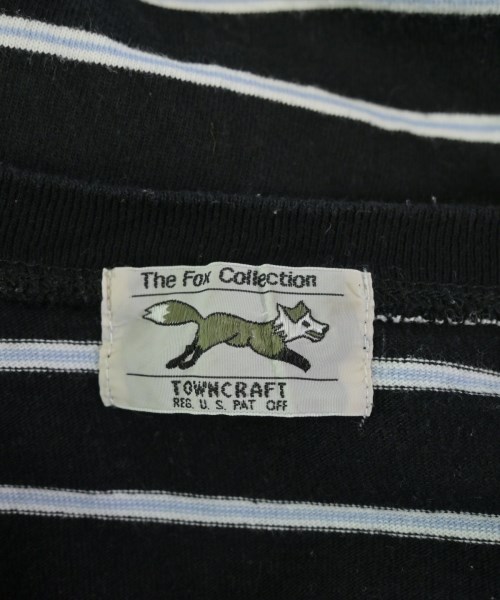 The Fox Collection
TOWNCRAFT
REG. U. S. PAT OFF